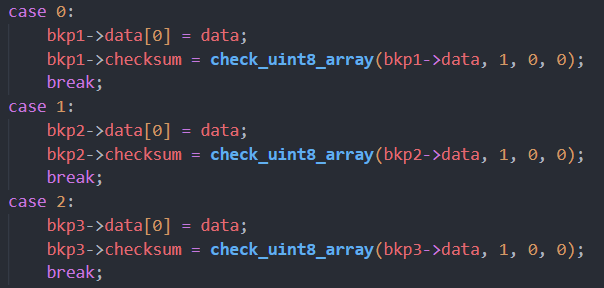 case 0:
    bkp1->data[0] = data;
    bkp1->checksum = check_uint8_array(bkp1->data, 1, 0, 0);
    break;
case 1:
    bkp2->data[0] = data;
    bkp2->checksum = check_uint8_array(bkp2->data, 1, 0, 0);
    break;
case 2:
    bkp3->data[0] = data;
    bkp3->checksum = check_uint8_array(bkp3->data, 1, 0, 0);
    break;